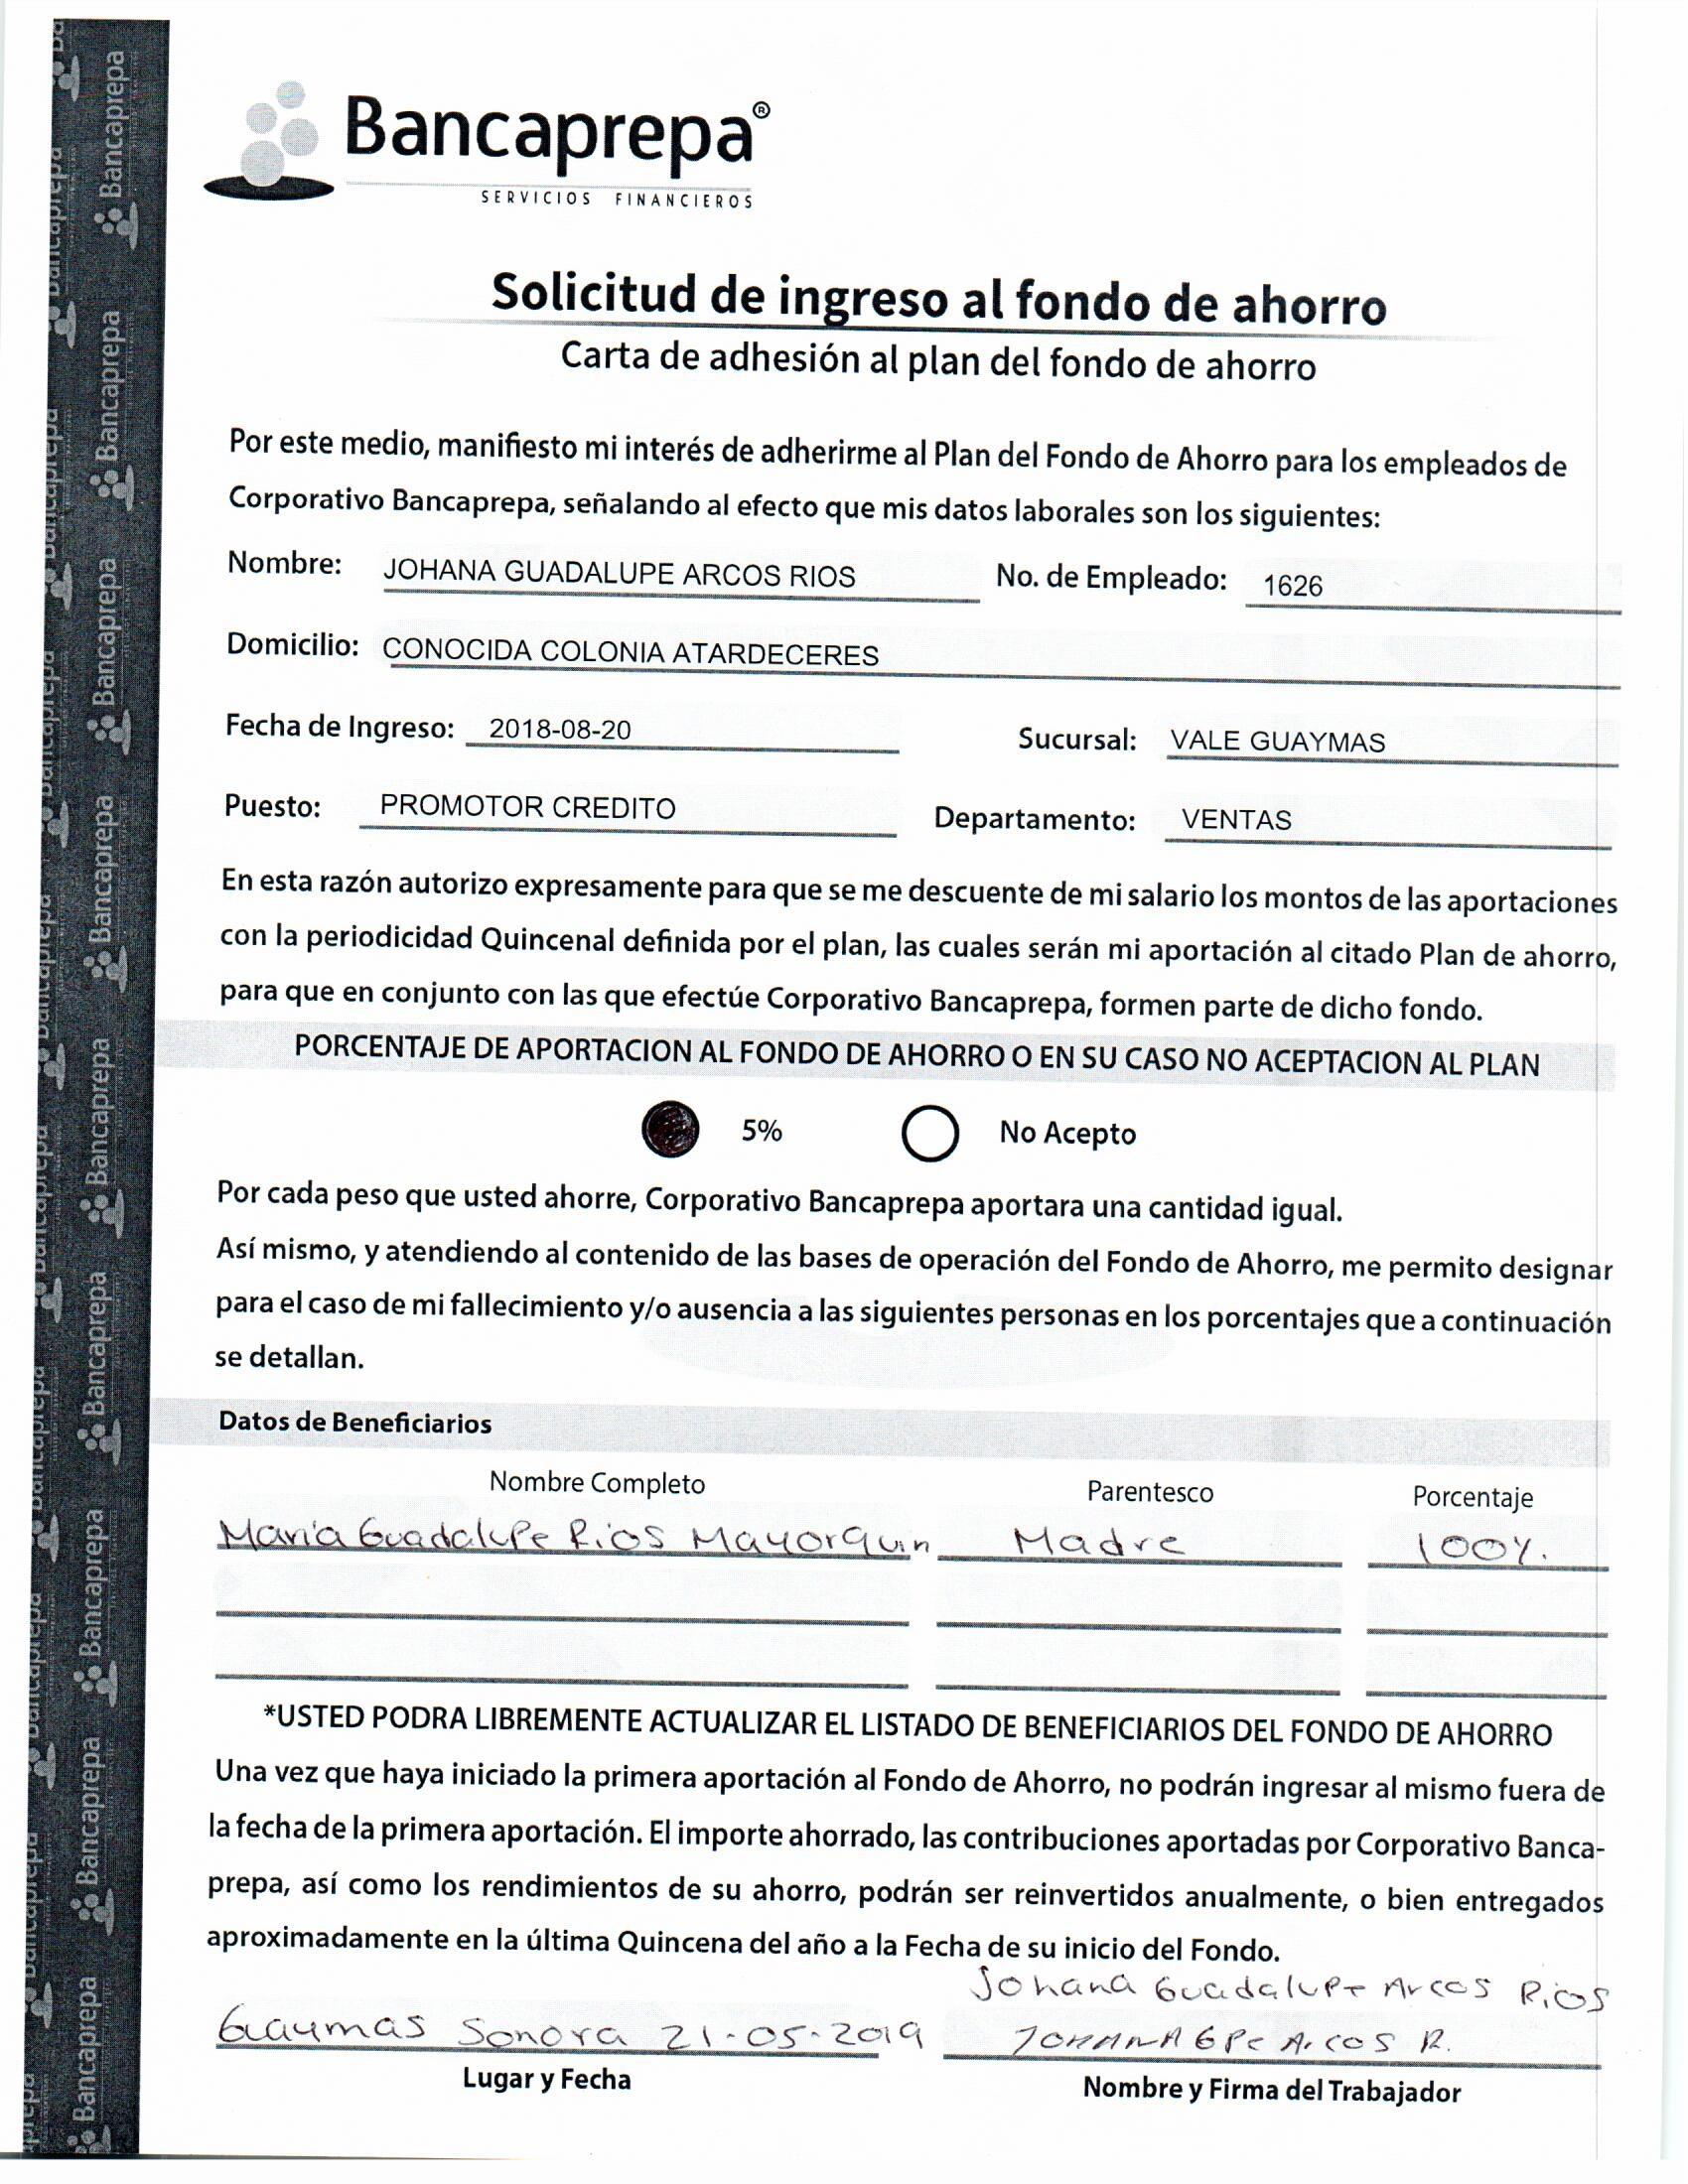 Bancaprepa®
SERVICIOS FINANCIEROS
Solicitud de ingreso al fondo de ahorro
Carta de adhesión al plan del fondo de ahorro
Por este medio, manifiesto mi interés de adherirme al Plan del Fondo de Ahorro para los empleados de
Corporativo Bancaprepa, señalando al efecto que mis datos laborales son los siguientes:
Nombre: JOHANA GUADALUPE ARCOS RIOS No. de Empleado: 1626
Domicilio: CONOCIDA COLONIA ATARDECERES
Fecha de Ingreso: 2018-08-20 Sucursal: VALE GUAYMAS
Puesto: PROMOTOR CREDITO Departamento: VENTAS
En esta razón autorizo expresamente para que se me descuente de mi salario los montos de las aportaciones
con la periodicidad Quincenal definida por el plan, las cuales serán mi aportación al citado Plan de ahorro,
para que en conjunto con las que efectúe Corporativo Bancaprepa, formen parte de dicho fondo.
PORCENTAJE DE APORTACION AL FONDO DE AHORRO O EN SU CASO NO ACEPTACION AL PLAN
5% No Acepto
Por cada peso que usted ahorre, Corporativo Bancaprepa aportara una cantidad igual.
Así mismo, y atendiendo al contenido de las bases de operación del Fondo de Ahorro, me permito designar
para el caso de mi fallecimiento y/o ausencia a las siguientes personas en los porcentajes que a continuación
se detallan.
Datos de Beneficiarios
Nombre Completo Parentesco Porcentaje
Maria Guadalupe Rios Mayorquin Madre 100%.
*USTED PODRA LIBREMENTE ACTUALIZAR EL LISTADO DE BENEFICIARIOS DEL FONDO DE AHORRO
Una vez que haya iniciado la primera aportación al Fondo de Ahorro, no podrán ingresar al mismo fuera de
la fecha de la primera aportación. El importe ahorrado, las contribuciones aportadas por Corporativo Banca-
prepa, así como los rendimientos de su ahorro, podrán ser reinvertidos anualmente, o bien entregados
aproximadamente en la última Quincena del año a la Fecha de su inicio del Fondo.
Johana Guadalupe Arcos Rios
Guaymas Sonora 21-05-2019 JOHANA GPE Arcos R.
Lugar y Fecha Nombre y Firma del Trabajador